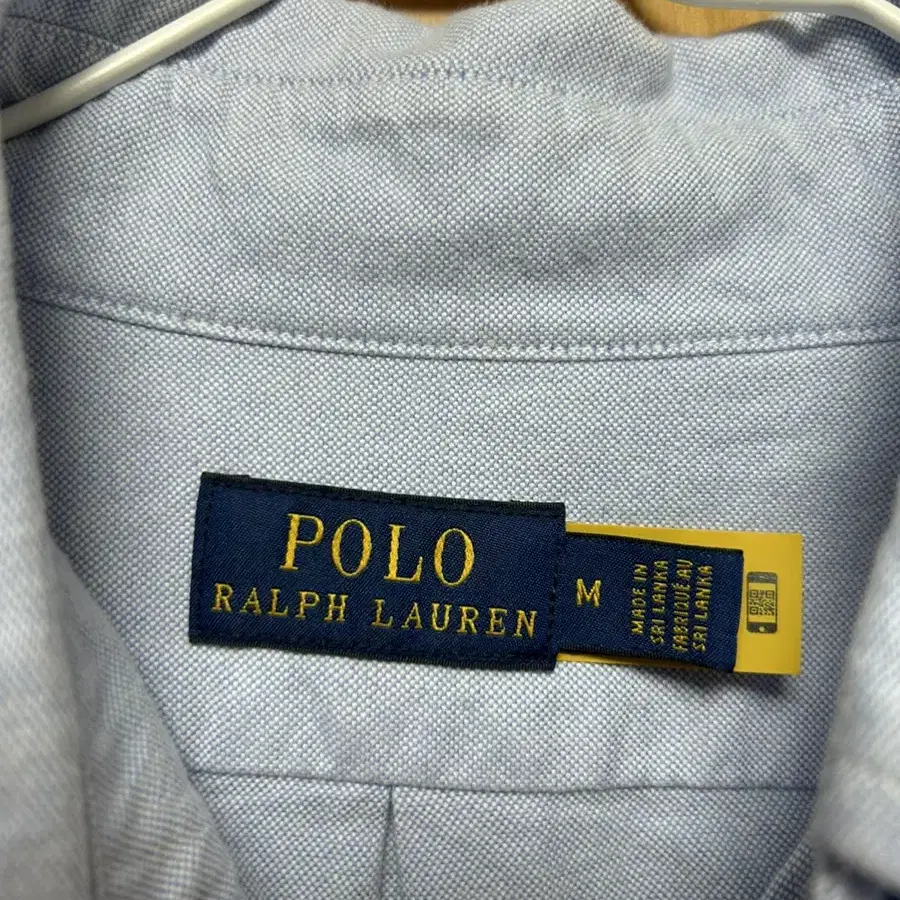 POLO
RALPH LAUREN
M
MADE IN
SRI LANKA
FABRIQUÉ AU
SRI LANKA